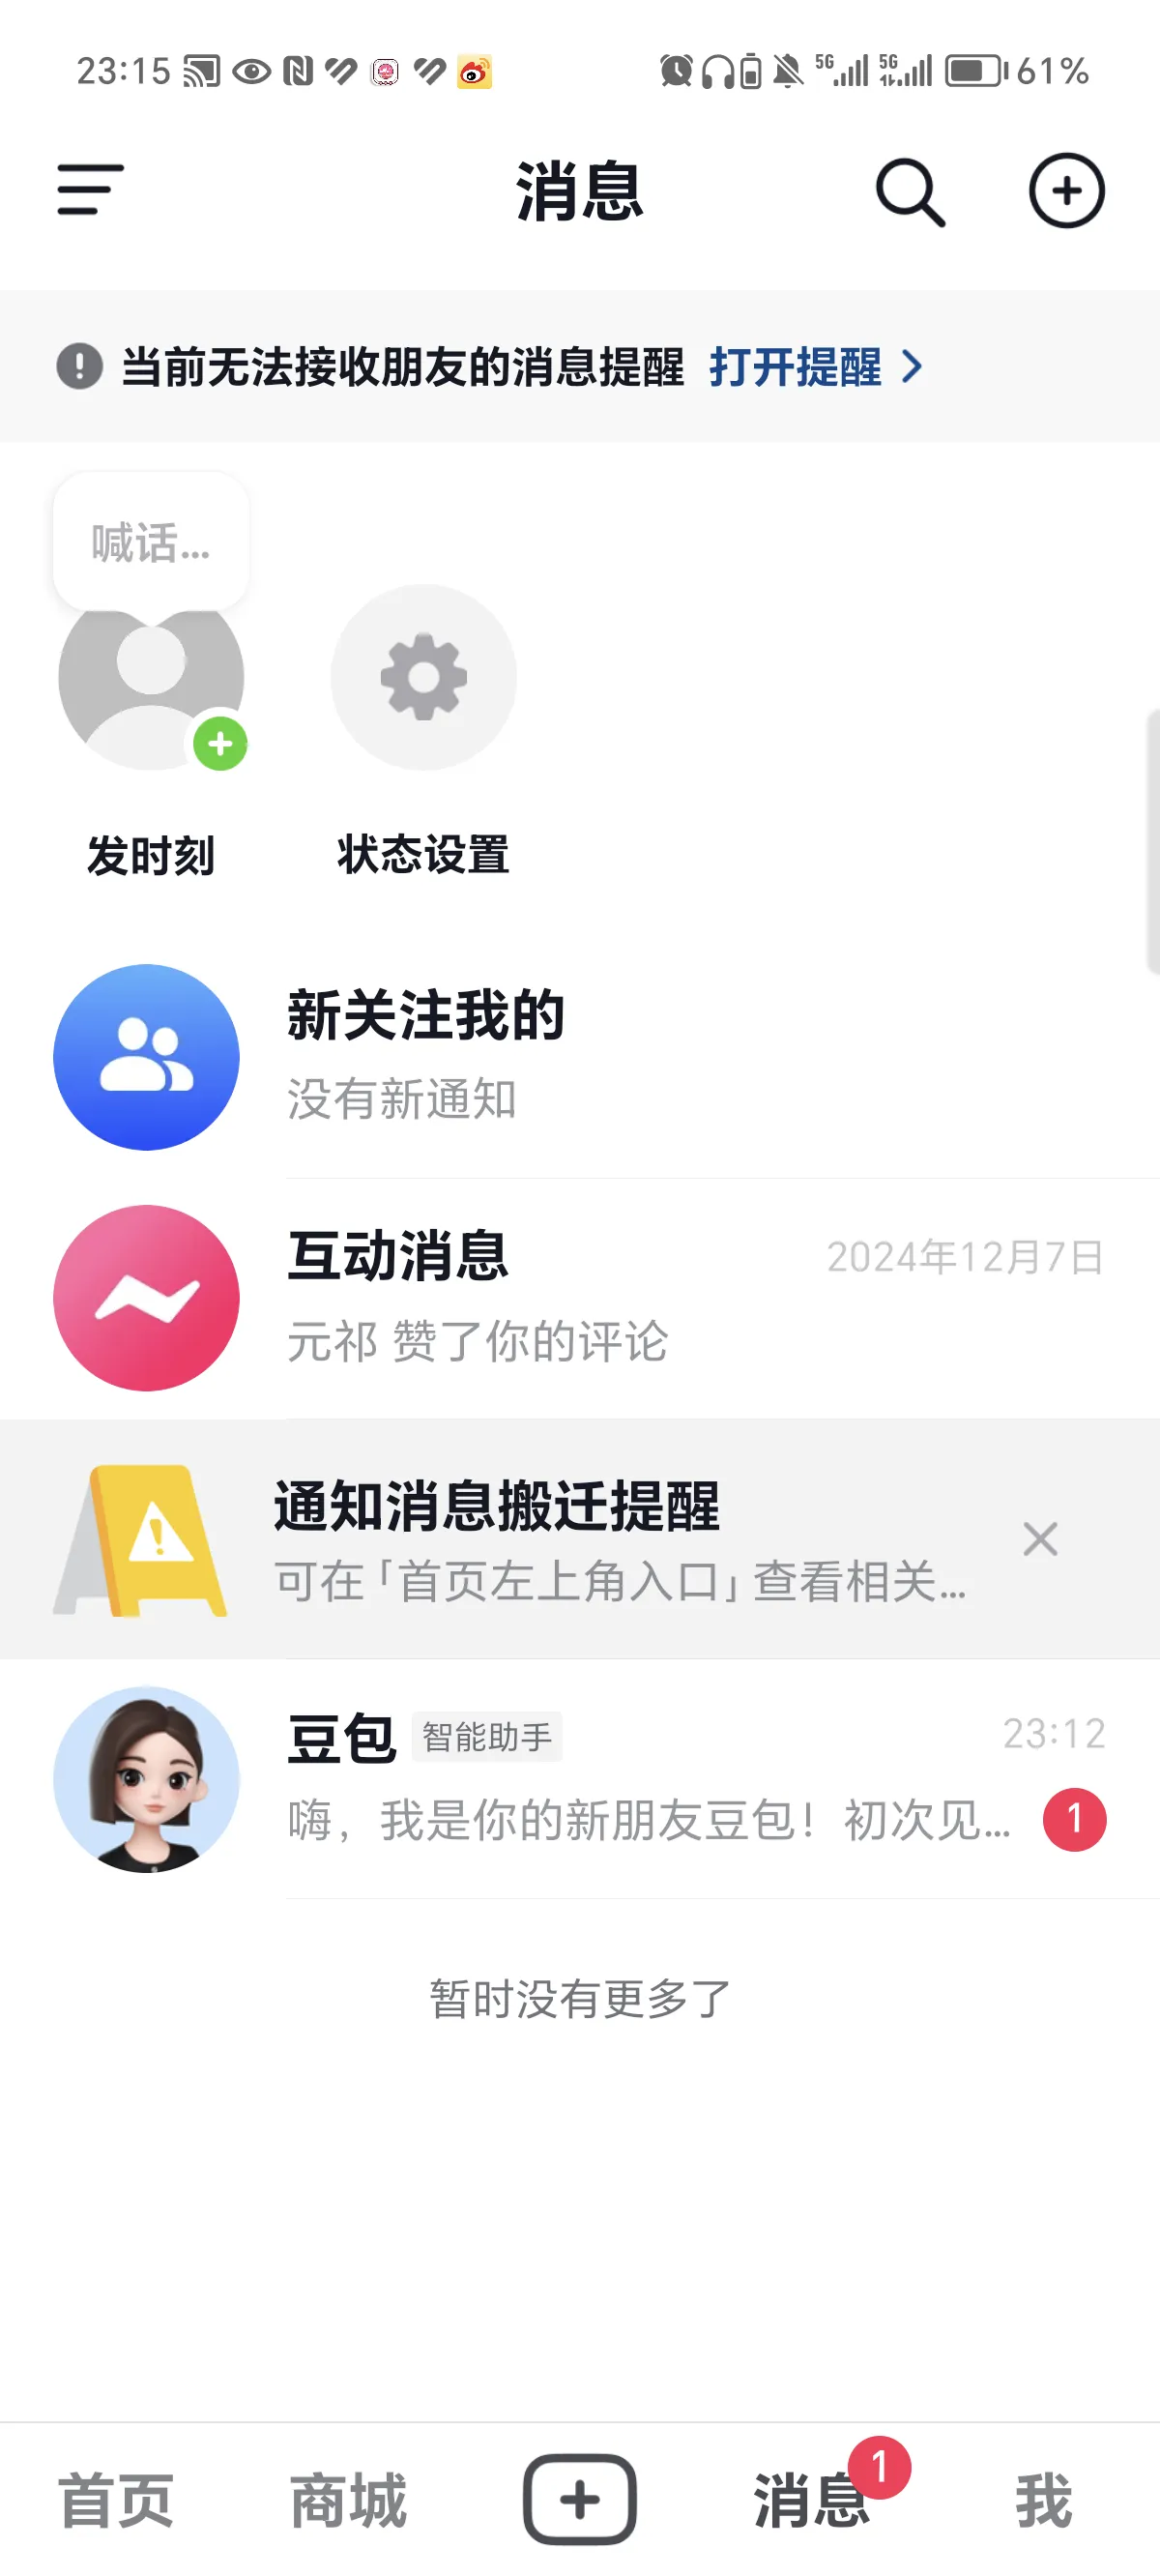 23:15
5G 5G 61%
消息
当前无法接收朋友的消息提醒 打开提醒
喊话...
发时刻 状态设置
新关注我的
没有新通知
互动消息 2024年12月7日
元祁 赞了你的评论
通知消息搬迁提醒
可在「首页左上角入口」查看相关...
豆包 智能助手 23:12
嗨，我是你的新朋友豆包！初次见... 1
暂时没有更多了
首页 商城 消息 1 我